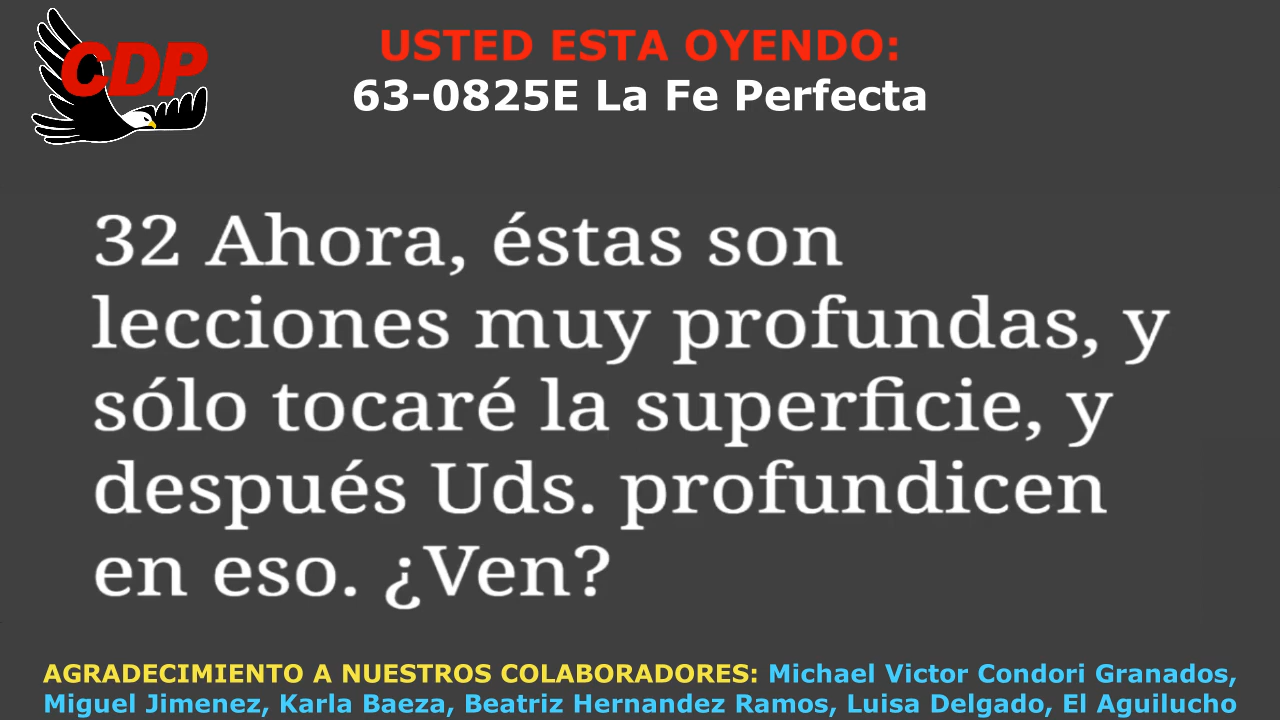 CDP
USTED ESTA OYENDO:
63-0825E La Fe Perfecta
32 Ahora, éstas son
lecciones muy profundas, y
sólo tocaré la superficie, y
después Uds. profundicen
en eso. ¿Ven?
AGRADECIMIENTO A NUESTROS COLABORADORES: Michael Victor Condori Granados,
Miguel Jimenez, Karla Baeza, Beatriz Hernandez Ramos, Luisa Delgado, El Aguilucho